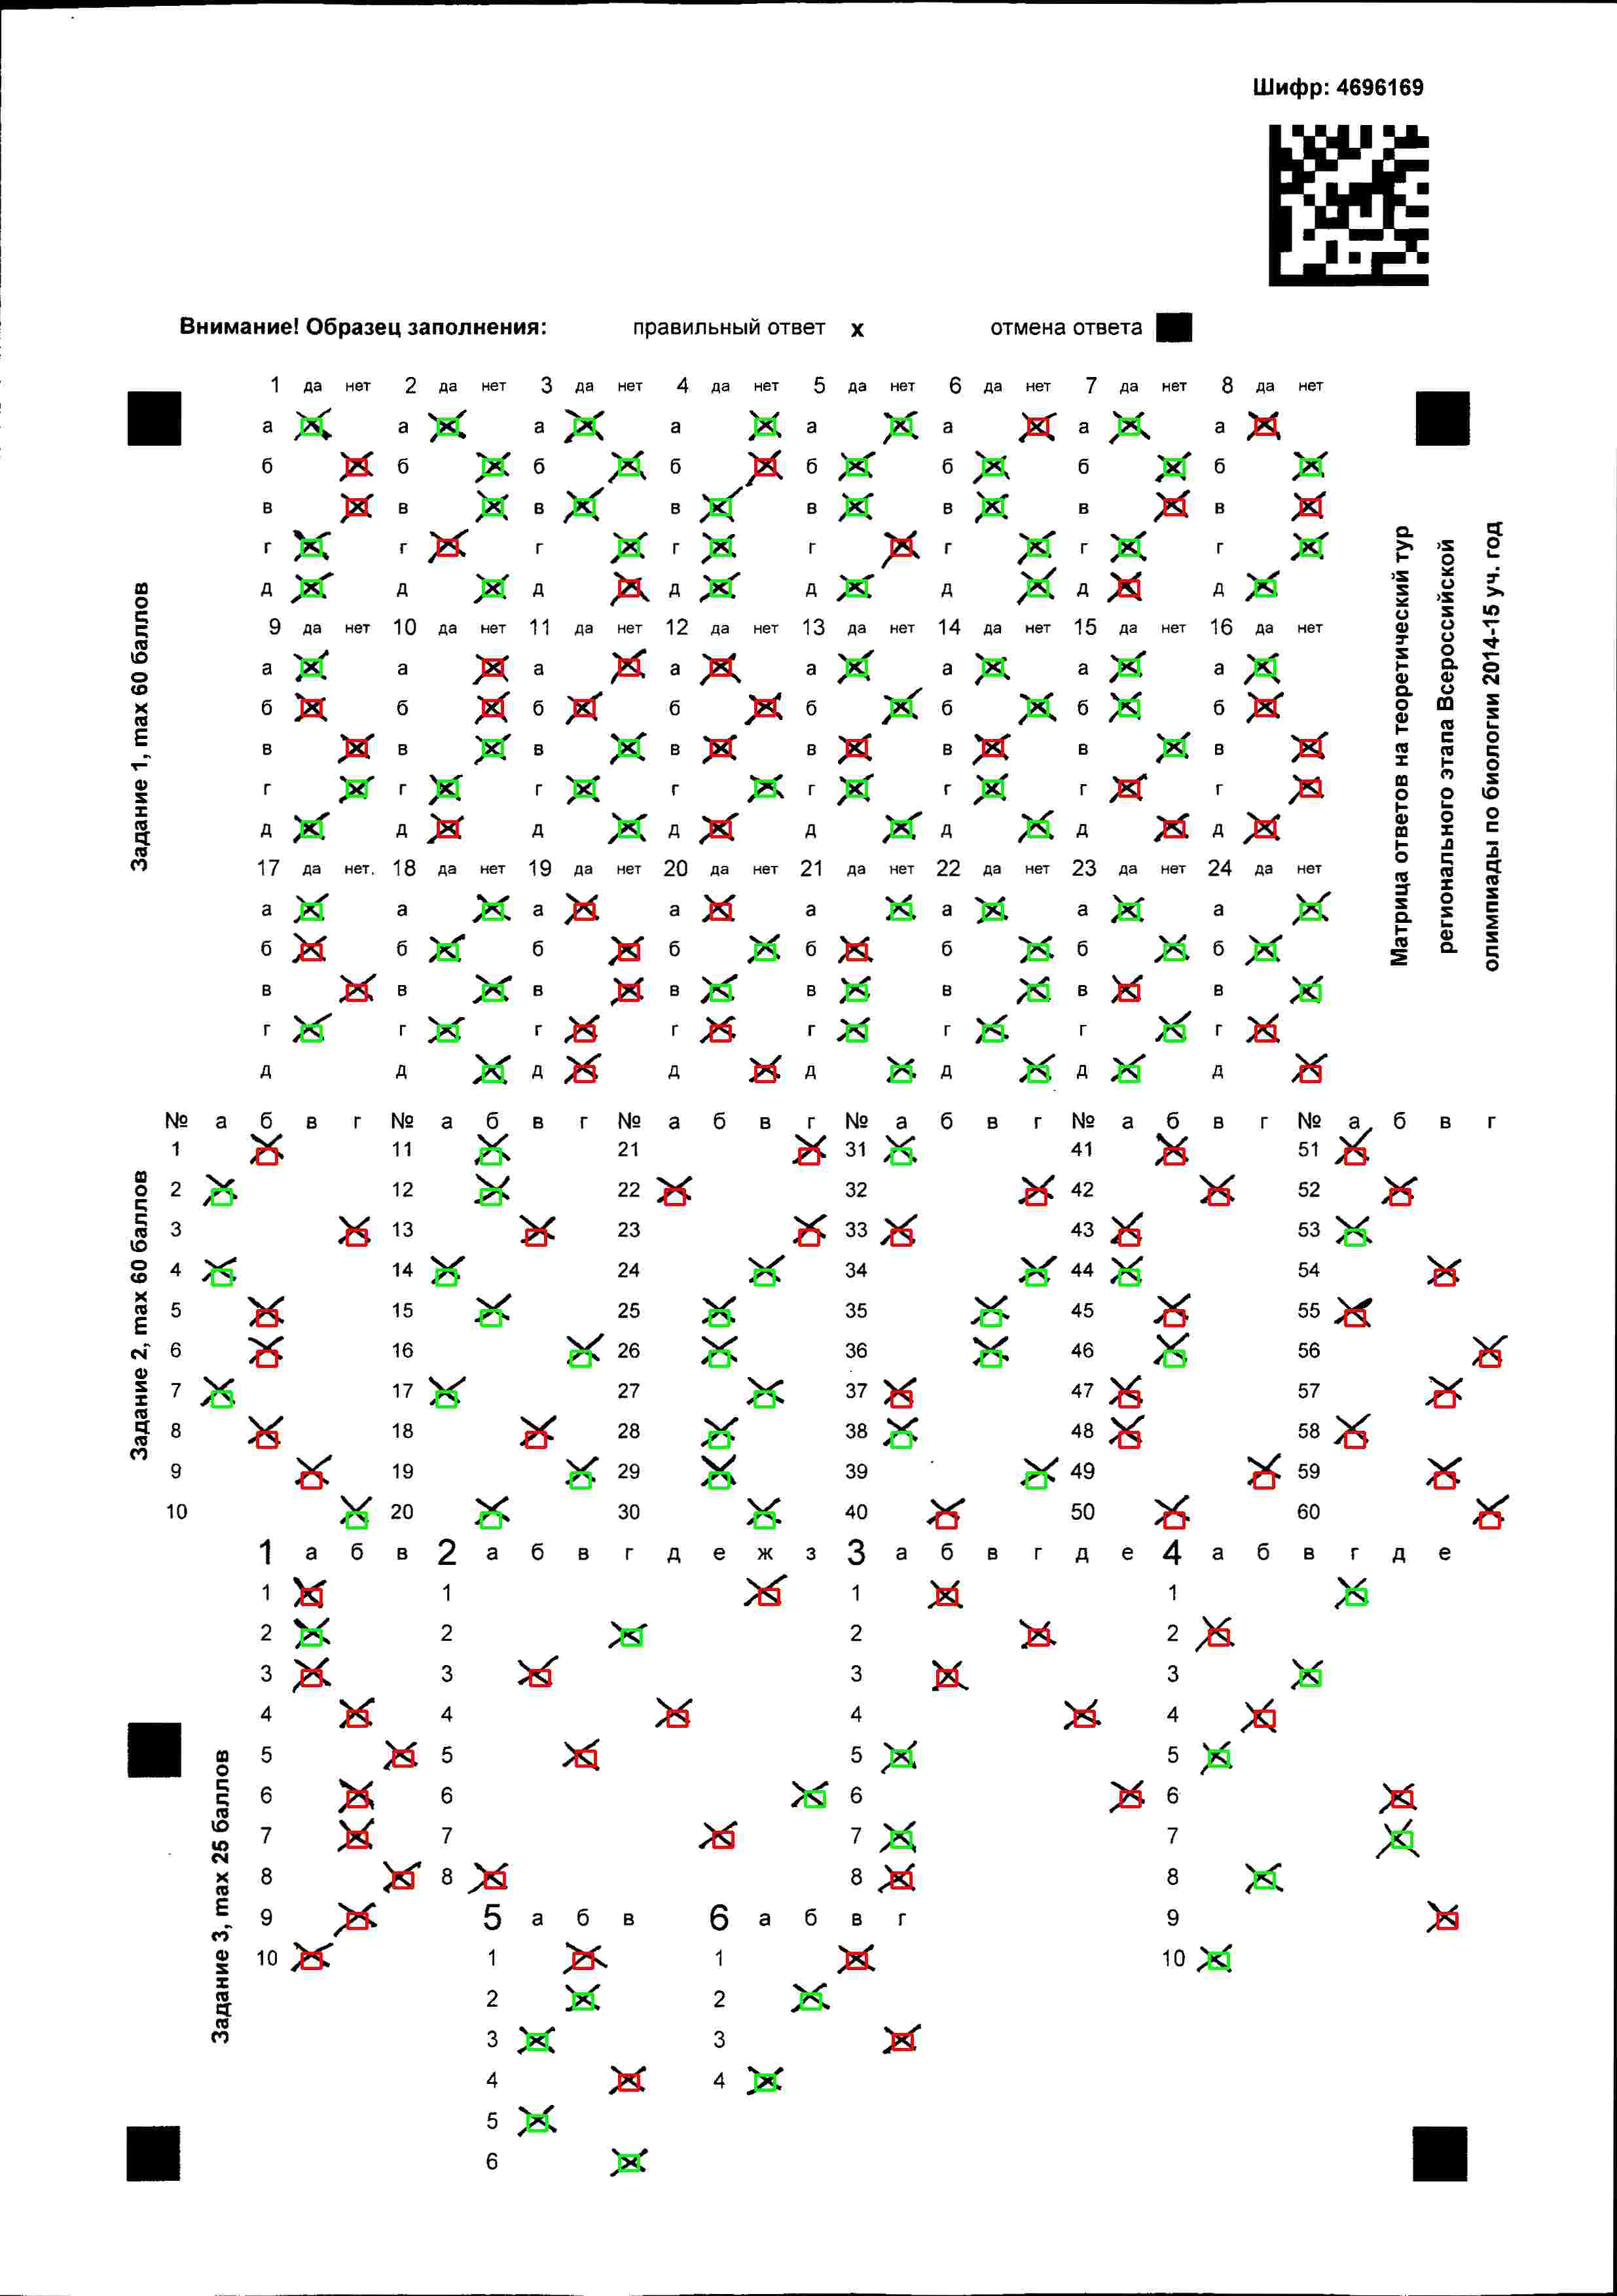 Шифр: 4696169
Внимание! Образец заполнения: правильный ответ x отмена ответа
1 да нет 2 да нет 3 да нет 4 да нет 5 да нет 6 да нет 7 да нет 8 да нет
а а а а а а а а
б б б б б б б б
в в в в в в в в
г г г г г г г г
д д д д д д д д
9 да нет 10 да нет 11 да нет 12 да нет 13 да нет 14 да нет 15 да нет 16 да нет
а а а а а а а а
б б б б б б б б
в в в в в в в в
г г г г г г г г
д д д д д д д д
17 да нет. 18 да нет 19 да нет 20 да нет 21 да нет 22 да нет 23 да нет 24 да нет
а а а а а а а а
б б б б б б б б
в в в в в в в в
г г г г г г г г
д д д д д д д д
Задание 1, max 60 баллов
Матрица ответов на теоретический тур
регионального этапа Всероссийской
олимпиады по биологии 2014-15 уч. год
№ а б в г № а б в г № а б в г № а б в г № а б в г № а б в г
1 11 21 31 41 51
2 12 22 32 42 52
3 13 23 33 43 53
4 14 24 34 44 54
5 15 25 35 45 55
6 16 26 36 46 56
7 17 27 37 47 57
8 18 28 38 48 58
9 19 29 39 49 59
10 20 30 40 50 60
Задание 2, max 60 баллов
1 а б в 2 а б в г д е ж з 3 а б в г д е 4 а б в г д е
1 1 1 1
2 2 2 2
3 3 3 3
4 4 4 4
5 5 5 5
6 6 6 6
7 7 7 7
8 8 8 8
9 5 а б в 6 а б в г 9
10 1 1 10
2 2
3 3
4 4
5
6
Задание 3, max 25 баллов